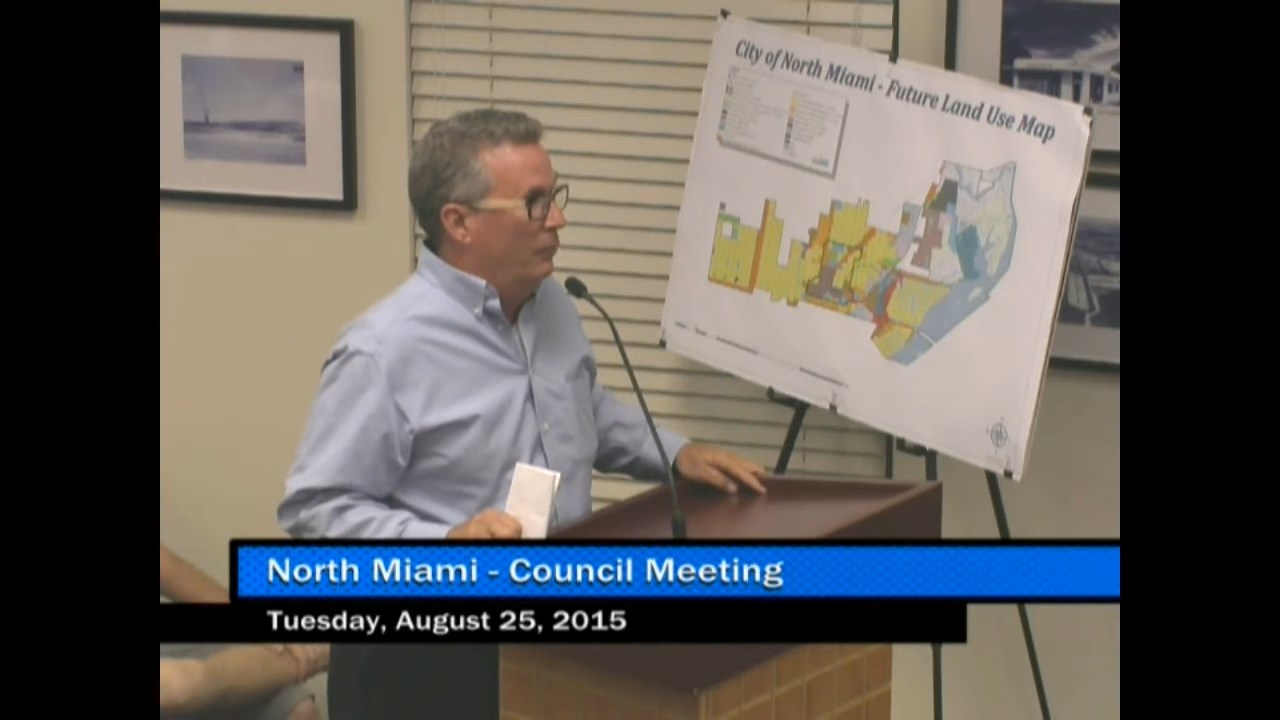 City of North Miami - Future Land Use Map
North Miami - Council Meeting
Tuesday, August 25, 2015